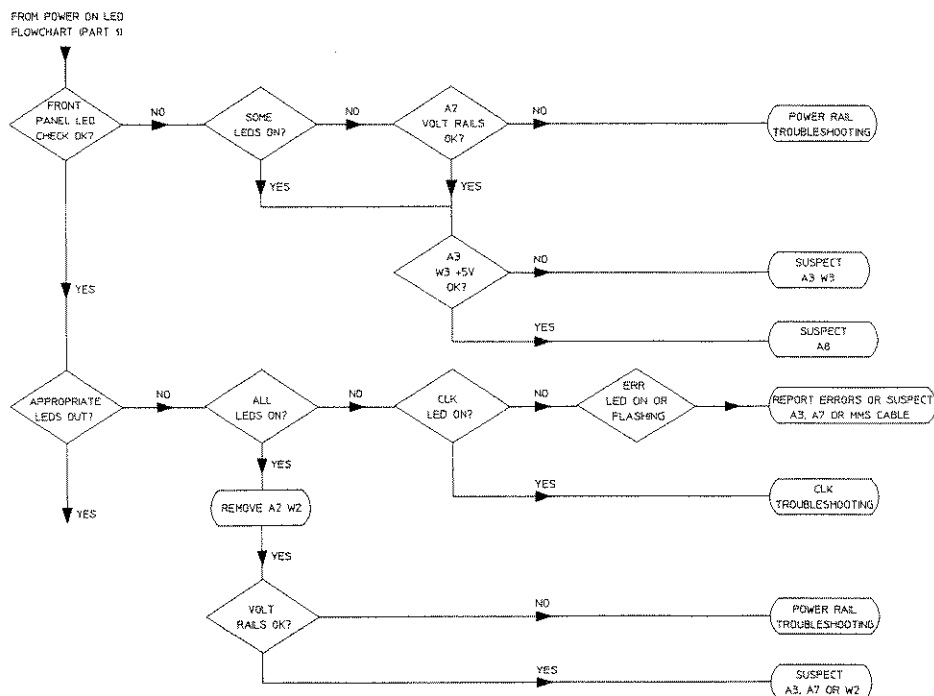 FROM POWER ON LED
FLOWCHART (PART 1)
FRONT
PANEL LED
CHECK OK?
NO
SOME
LEDS ON?
NO
A2
VOLT RAILS
OK?
NO
POWER RAIL
TROUBLESHOOTING
YES
YES
A3
W3 +5V
OK?
NO
SUSPECT
A3 W3
YES
YES
SUSPECT
A8
APPROPRIATE
LEDS OUT?
NO
ALL
LEDS ON?
NO
CLK
LED ON?
NO
ERR
LED ON OR
FLASHING
REPORT ERRORS OR SUSPECT
A3, A7 OR MMS CABLE
YES
YES
CLK
TROUBLESHOOTING
YES
REMOVE A2 W2
YES
VOLT
RAILS OK?
NO
POWER RAIL
TROUBLESHOOTING
YES
SUSPECT
A3, A7 OR W2